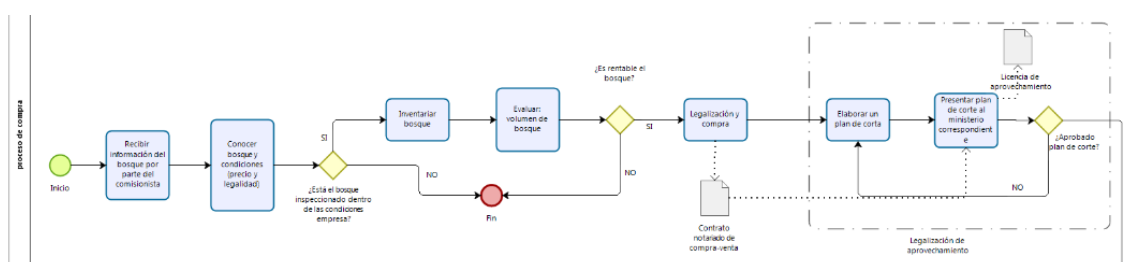 proceso de compra
Inicio
Recibir
información del
bosque por
parte del
comisionista
Conocer
bosque y
condiciones
(precio y
legalidad)
SI
NO
¿Está el bosque
inspeccionado dentro
de las condiciones
empresa?
Inventariar
bosque
Evaluar:
volumen de
bosque
Fin
¿Es rentable el
bosque?
SI
NO
Legalización y
compra
Contrato
notariado de
compra-venta
Elaborar un
plan de corta
Presentar plan
de corte al
ministerio
correspondient
e
Licencia de
aprovechamiento
¿Aprobado
plan de corte?
NO
Legalización de
aprovechamiento